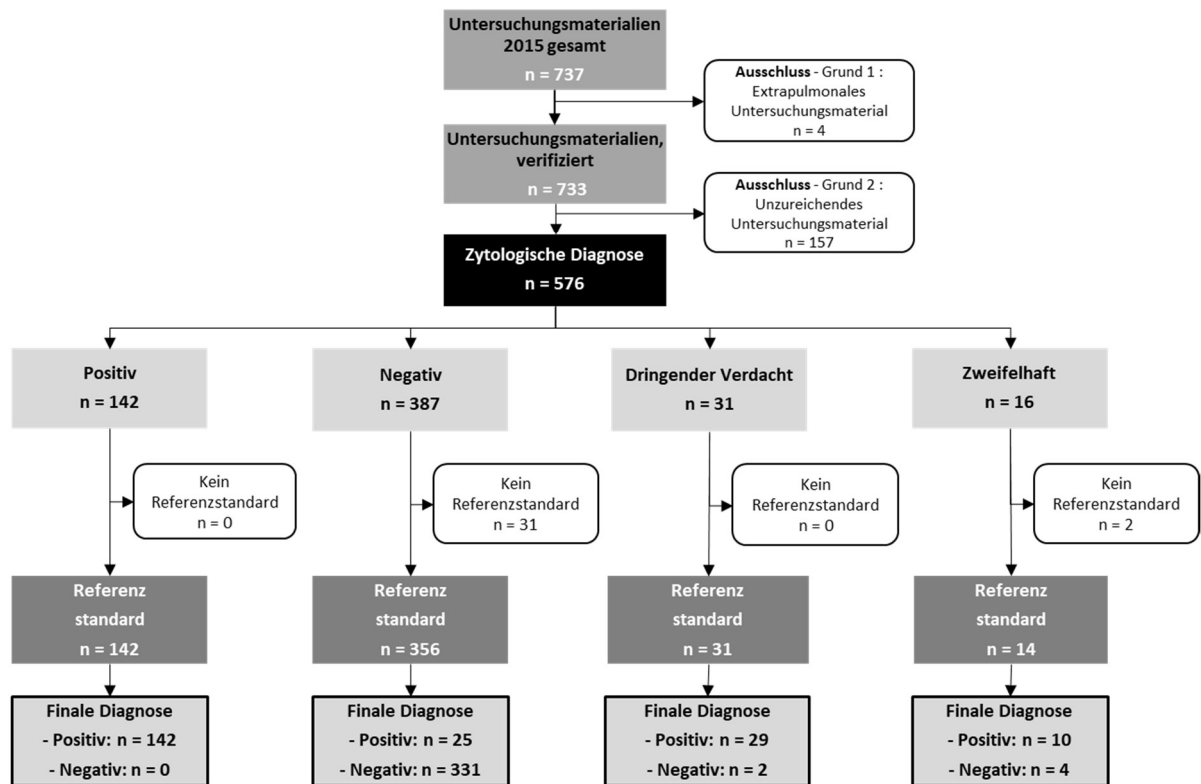 Untersuchungsmaterialien
2015 gesamt
n = 737
Ausschluss - Grund 1 :
Extrapulmonales
Untersuchungsmaterial
n = 4
Untersuchungsmaterialien,
verifiziert
n = 733
Ausschluss - Grund 2 :
Unzureichendes
Untersuchungsmaterial
n = 157
Zytologische Diagnose
n = 576
Positiv
n = 142
Negativ
n = 387
Dringender Verdacht
n = 31
Zweifelhaft
n = 16
Kein
Referenzstandard
n = 0
Kein
Referenzstandard
n = 31
Kein
Referenzstandard
n = 0
Kein
Referenzstandard
n = 2
Referenz
standard
n = 142
Referenz
standard
n = 356
Referenz
standard
n = 31
Referenz
standard
n = 14
Finale Diagnose
- Positiv: n = 142
- Negativ: n = 0
Finale Diagnose
- Positiv: n = 25
- Negativ: n = 331
Finale Diagnose
- Positiv: n = 29
- Negativ: n = 2
Finale Diagnose
- Positiv: n = 10
- Negativ: n = 4